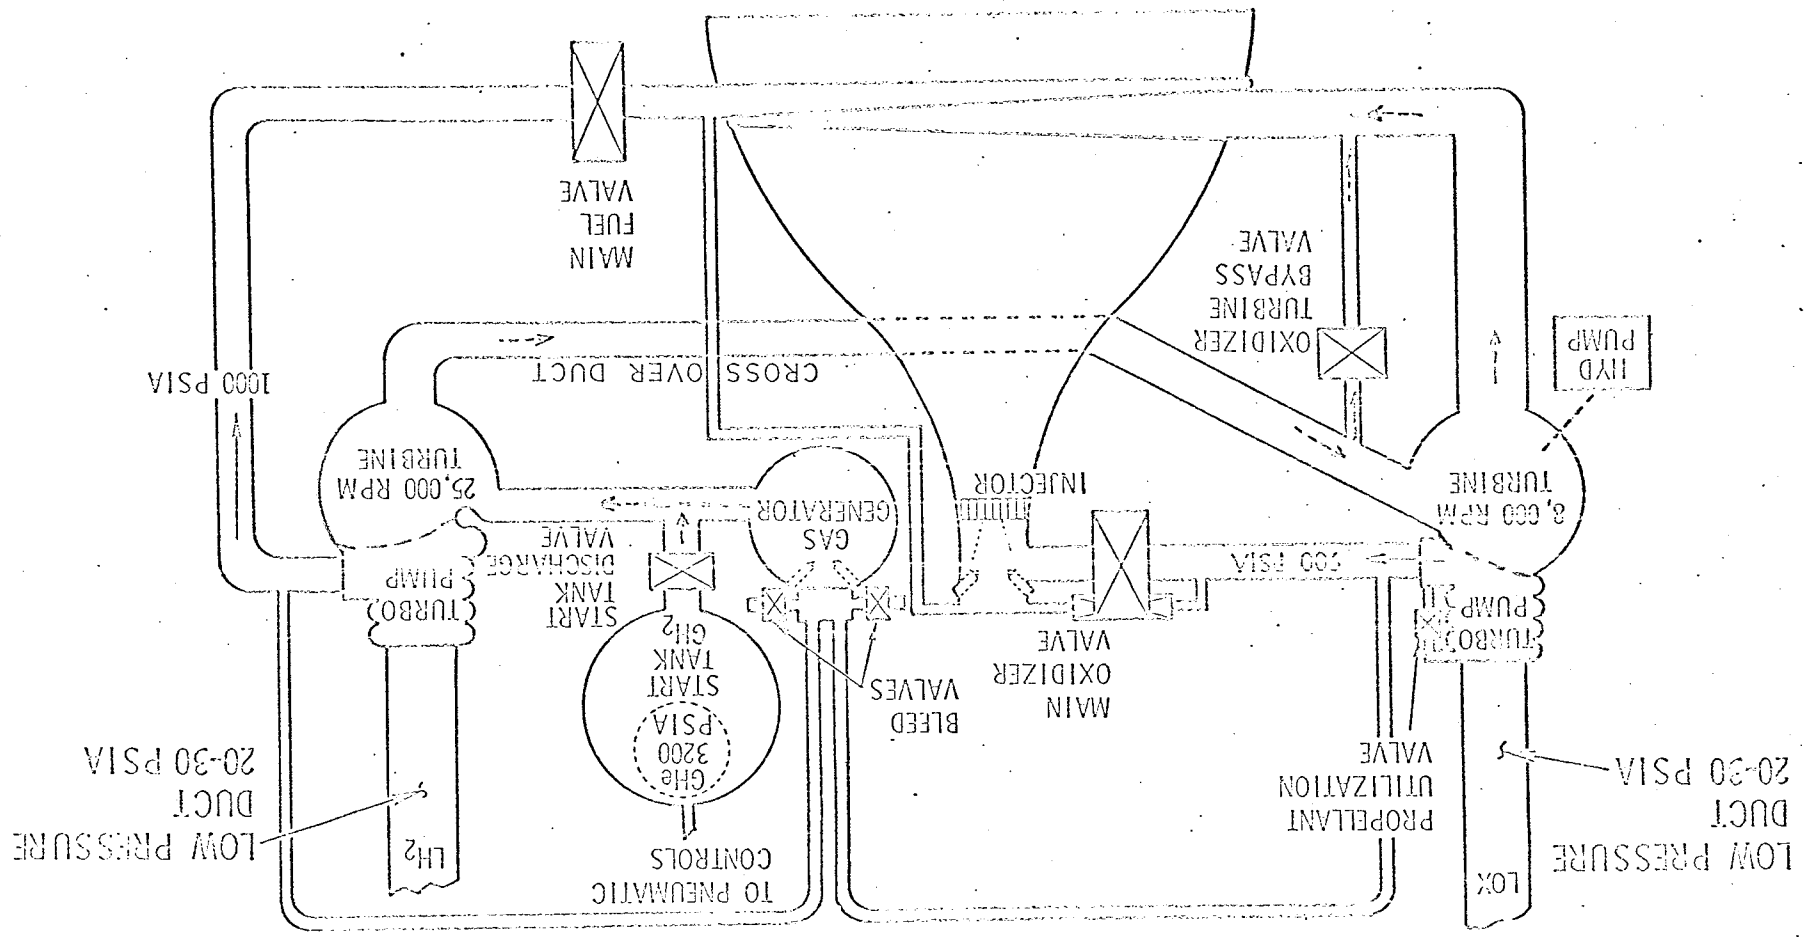 LOW PRESSURE
DUCT
20-30 PSIA
LOX
PROPELLANT
UTILIZATION
VALVE
TURBO
PUMP
8,000 RPM
TURBINE
HYD
PUMP
PSIA
MAIN
OXIDIZER
VALVE
INJECTOR
OXIDIZER
TURBINE
BYPASS
VALVE
BLEED
VALVES
GAS
GENERATOR
TO PNEUMATIC
CONTROLS
GHe
3200
PSIA
START
TANK
GH2
START
TANK
DISCHARGE
VALVE
LH2
LOW PRESSURE
DUCT
20-30 PSIA
TURBO
PUMP
25,000 RPM
TURBINE
1000 PSIA
CROSS OVER DUCT
MAIN
FUEL
VALVE